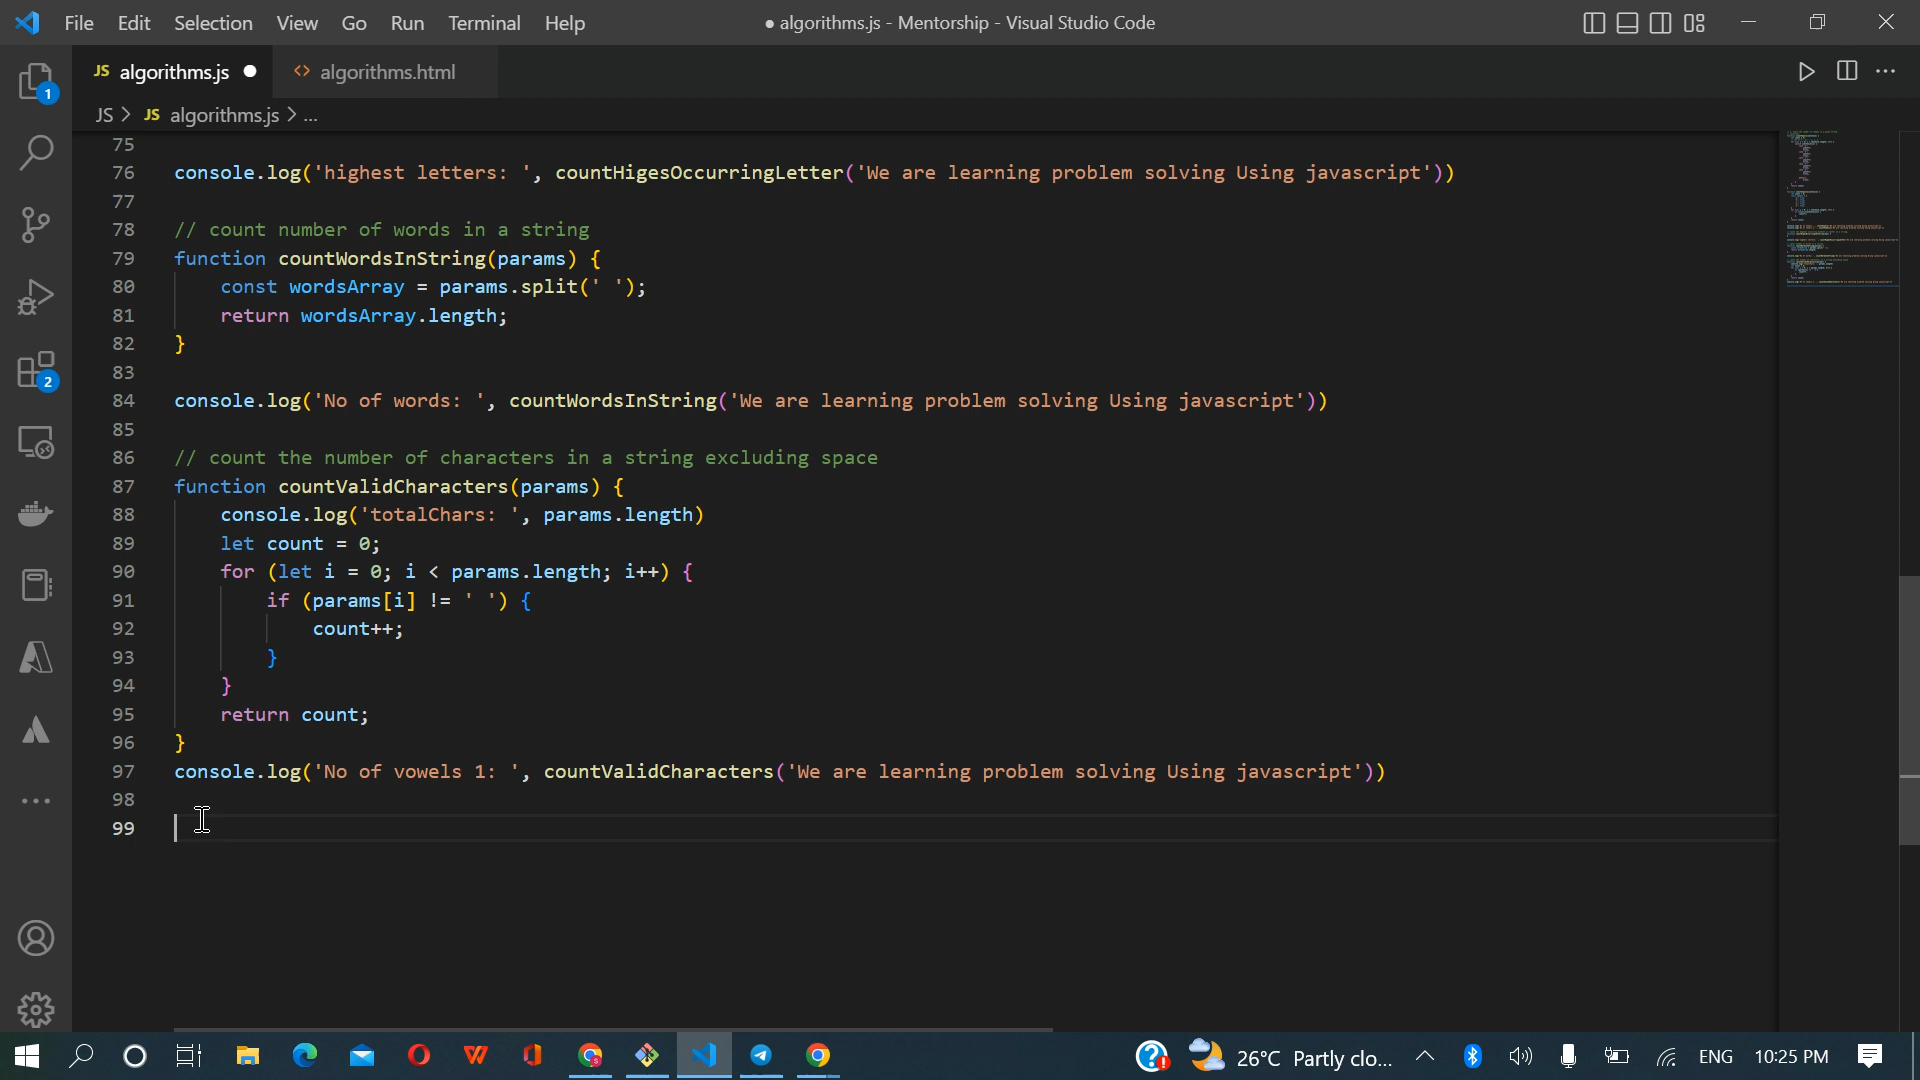 File Edit Selection View Go Run Terminal Help ● algorithms.js - Mentorship - Visual Studio Code
JS algorithms.js ● <> algorithms.html
JS > JS algorithms.js > ...
1
2
75
76 console.log('highest letters: ', countHigesOccurringLetter('We are learning problem solving Using javascript'))
77
78 // count number of words in a string
79 function countWordsInString(params) {
80 const wordsArray = params.split(' ');
81 return wordsArray.length;
82 }
83
84 console.log('No of words: ', countWordsInString('We are learning problem solving Using javascript'))
85
86 // count the number of characters in a string excluding space
87 function countValidCharacters(params) {
88 console.log('totalChars: ', params.length)
89 let count = 0;
90 for (let i = 0; i < params.length; i++) {
91 if (params[i] != ' ') {
92 count++;
93 }
94 }
95 return count;
96 }
97 console.log('No of vowels 1: ', countValidCharacters('We are learning problem solving Using javascript'))
98
99
26°C Partly clo... ENG 10:25 PM